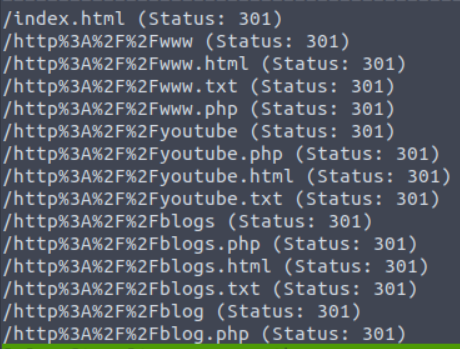 /index.html (Status: 301)
/http%3A%2F%2Fwww (Status: 301)
/http%3A%2F%2Fwww.html (Status: 301)
/http%3A%2F%2Fwww.txt (Status: 301)
/http%3A%2F%2Fwww.php (Status: 301)
/http%3A%2F%2Fyoutube (Status: 301)
/http%3A%2F%2Fyoutube.php (Status: 301)
/http%3A%2F%2Fyoutube.html (Status: 301)
/http%3A%2F%2Fyoutube.txt (Status: 301)
/http%3A%2F%2Fblogs (Status: 301)
/http%3A%2F%2Fblogs.php (Status: 301)
/http%3A%2F%2Fblogs.html (Status: 301)
/http%3A%2F%2Fblogs.txt (Status: 301)
/http%3A%2F%2Fblog (Status: 301)
/http%3A%2F%2Fblog.php (Status: 301)